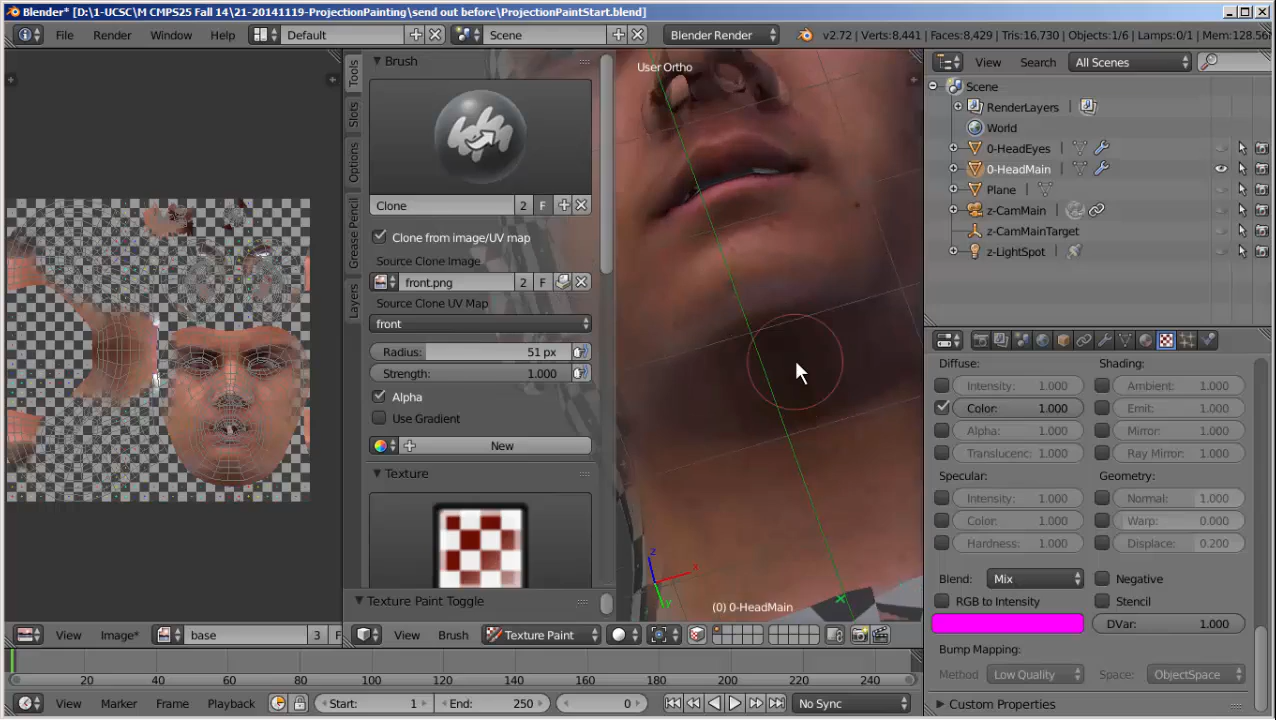 Blender* [D:\1-UCSC\M CMPS25 Fall 14\21-20141119-ProjectionPainting\send out before\ProjectionPaintStart.blend]
File Render Window Help Default Scene Blender Render v2.72 | Verts:8,441 | Faces:8,429 | Tris:16,730 | Objects:1/6 | Lamps:0/1 | Mem:128.56
Tools
Slots
Options
Grease Pencil
Layers
Brush
Clone 2 F
Clone from image/UV map
Source Clone Image
front.png 2 F
Source Clone UV Map
front
Radius: 51 px
Strength: 1.000
Alpha
Use Gradient
New
Texture
Texture Paint Toggle
User Ortho
z
x
Y
(0) 0-HeadMain
View Search All Scenes
Scene
RenderLayers
World
0-HeadEyes
0-HeadMain
Plane
z-CamMain
z-CamMainTarget
z-LightSpot
Diffuse: Shading:
Intensity: 1.000 Ambient: 1.000
Color: 1.000 Emit: 1.000
Alpha: 1.000 Mirror: 1.000
Translucenc: 1.000 Ray Mirror: 1.000
Specular: Geometry:
Intensity: 1.000 Normal: 1.000
Color: 1.000 Warp: 0.000
Hardness: 1.000 Displace: 0.200
Blend: Mix Negative
RGB to Intensity Stencil
DVar: 1.000
Bump Mapping:
Method Low Quality Space: ObjectSpace
Custom Properties
View Image* base 3 F View Brush Texture Paint
0 20 40 60 80 100 120 140 160 180 200 220 240
View Marker Frame Playback Start: 1 End: 250 0 No Sync